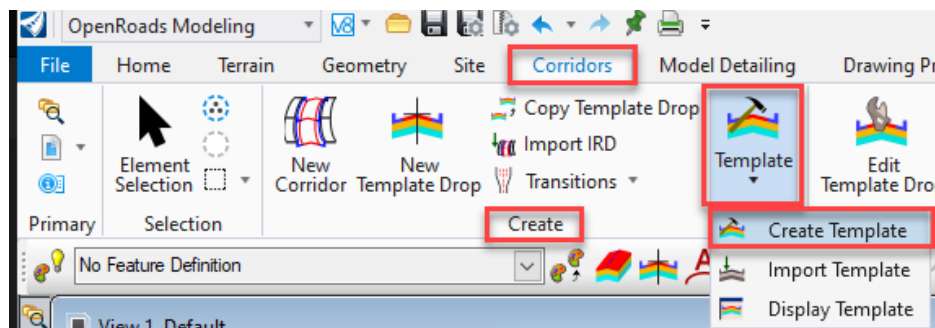 OpenRoads Modeling
V8
File Home Terrain Geometry Site Corridors Model Detailing Drawing Pr
Copy Template Drop
Import IRD
Transitions
Element
Selection
New
Corridor
New
Template Drop
Template
Edit
Template Dro
Primary Selection Create
Create Template
No Feature Definition
Import Template
Display Template
View 1, Default